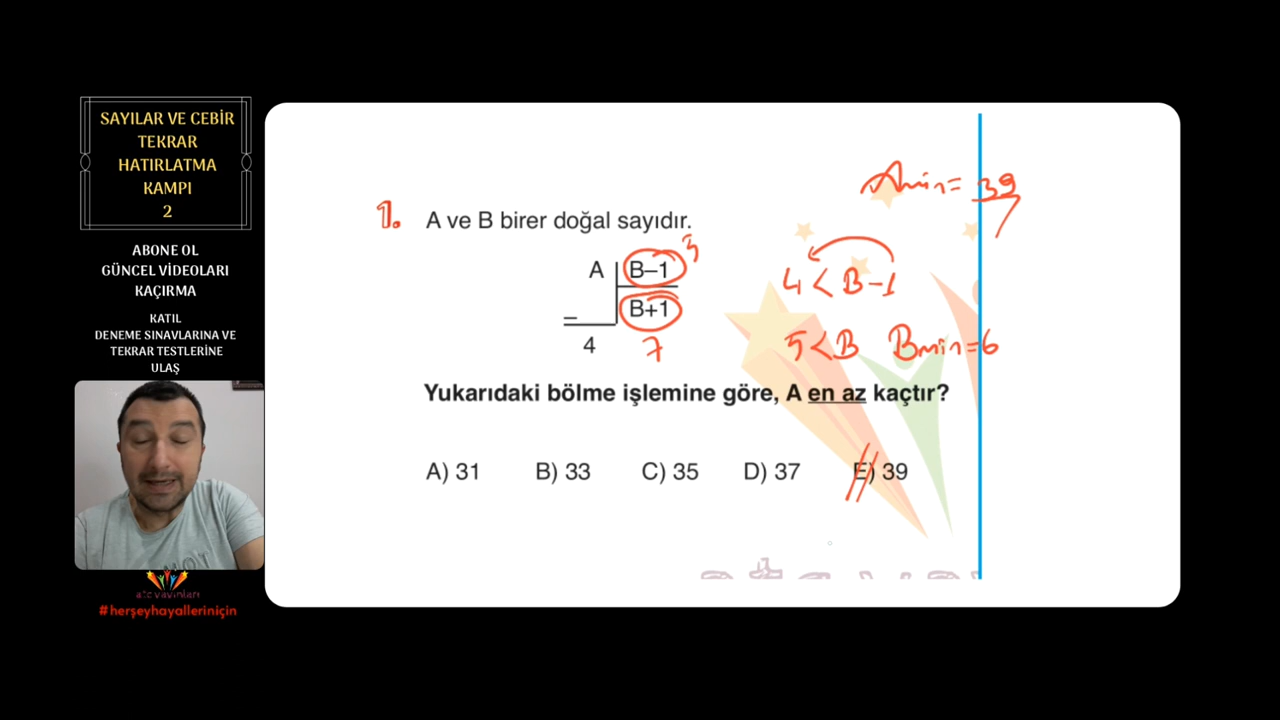 SAYILAR VE CEBİR
TEKRAR
HATIRLATMA
KAMPI
2
ABONE OL
GÜNCEL VİDEOLARI
KAÇIRMA
KATIL
DENEME SINAVLARINA VE
TEKRAR TESTLERİNE
ULAŞ
a:c yayınları
#herşeyhayalleriniçin
Amin = 39
1. A ve B birer doğal sayıdır.
A B–1 5
B+1
4 7
4 < B-1
5 < B Bmin=6
Yukarıdaki bölme işlemine göre, A en az kaçtır?
A) 31 B) 33 C) 35 D) 37 E) 39